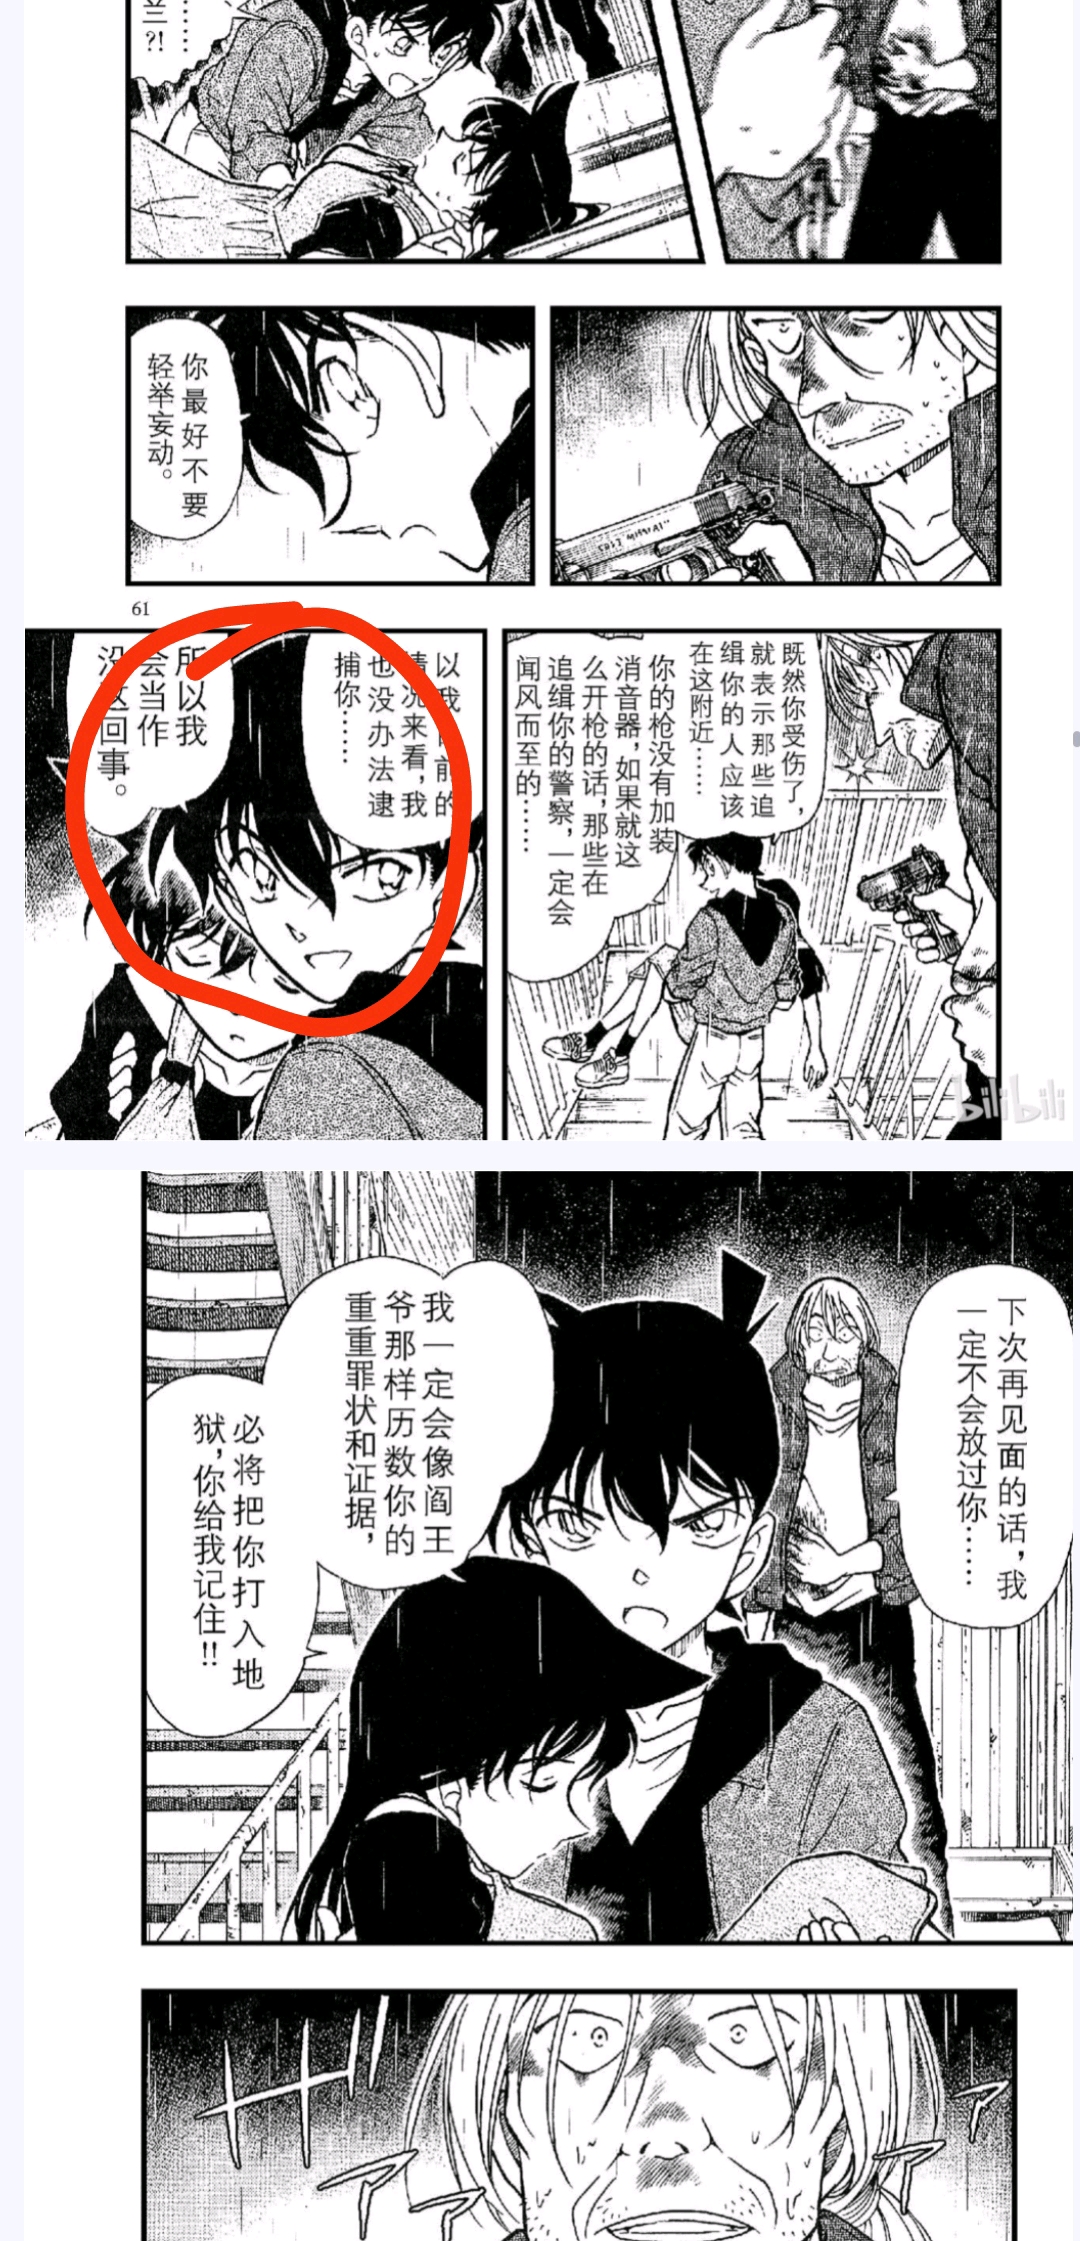 ……
兰?!
你最好不要
轻举妄动。
61
既然你受伤了，
就表示那些追
缉你的人应该
在这附近……
你的枪没有加装
消音器，如果就这
么开枪的话，那些在
追缉你的警察，一定会
闻风而至的……
以我目前的
情况来看，我
也没办法逮
捕你……
所以我
会当作
没这回事。
bilibili
下次再见面的话，我
一定不会放过你……
我一定会像阎王
爷那样历数你的
重重罪状和证据，
必将把你打入地
狱，你给我记住!!